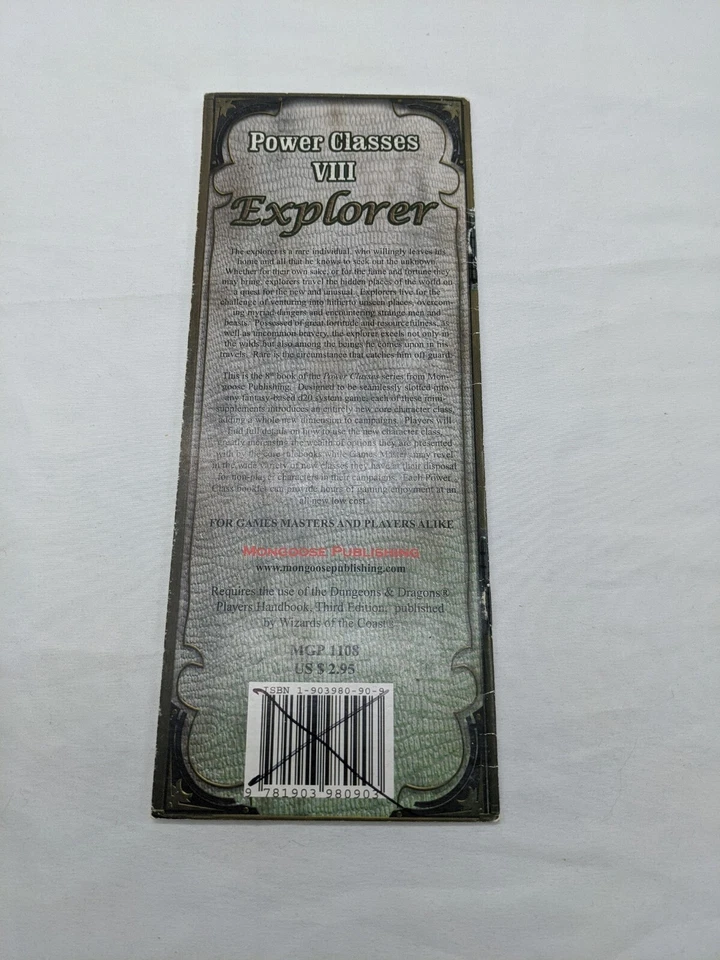 Power Classes
VIII
Explorer
The explorer is a rare individual, who willingly leaves his
home and all that he knows to seek out the unknown.
Whether for their own sake, or for the fame and fortune they
may bring, explorers travel the hidden places of the world on
a quest for the new and unusual. Explorers live for the
challenge of venturing into hitherto unseen places, overcom-
ing myriad dangers and encountering strange men and
beasts. Possessed of great fortitude and resourcefulness, as
well as uncommon bravery, the explorer excels not only in
the wilds but also among the beings he comes upon in his
travels. Rare is the circumstance that catches him off guard.
This is the 8th book of the Power Classes series from Mon-
goose Publishing. Designed to be seamlessly slotted into
any fantasy-based d20 system game, each of these mini-
supplements introduces an entirely new core character class,
adding a whole new dimension to campaigns. Players will
find full details on how to use the new character class,
greatly increasing the wealth of options they are presented
with by the core rulebooks while Games Masters may revel
in the wide variety of new classes they have at their disposal
for non-player characters in their campaigns. Each Power
Class booklet can provide hours of gaming enjoyment at an
all-new low cost.
FOR GAMES MASTERS AND PLAYERS ALIKE
MONGOOSE PUBLISHING
www.mongoosepublishing.com
Requires the use of the Dungeons & Dragons®
Players Handbook, Third Edition, published
by Wizards of the Coast®
MGP 1108
US $ 2.95
ISBN 1-903980-90-9
9 781903 980903